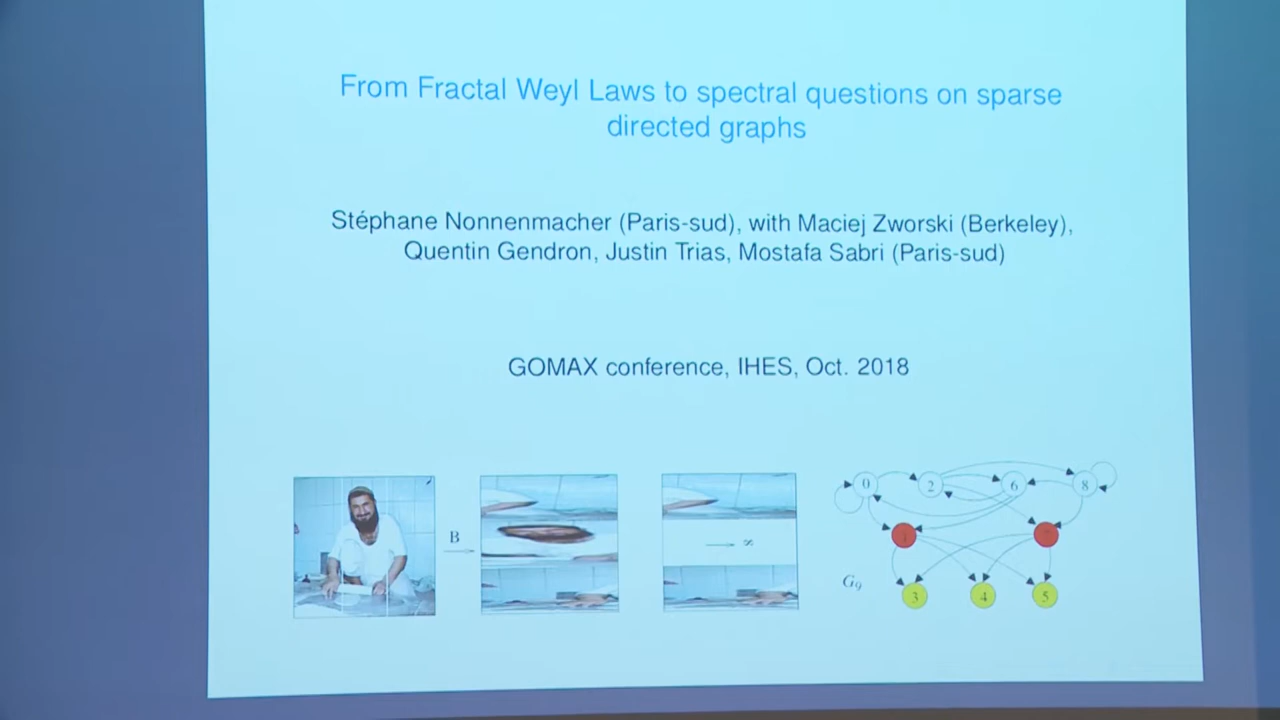 From Fractal Weyl Laws to spectral questions on sparse
directed graphs
Stéphane Nonnenmacher (Paris-sud), with Maciej Zworski (Berkeley),
Quentin Gendron, Justin Trias, Mostafa Sabri (Paris-sud)
GOMAX conference, IHES, Oct. 2018
0 2 6 8
B
∞
1
G9
3 4 5